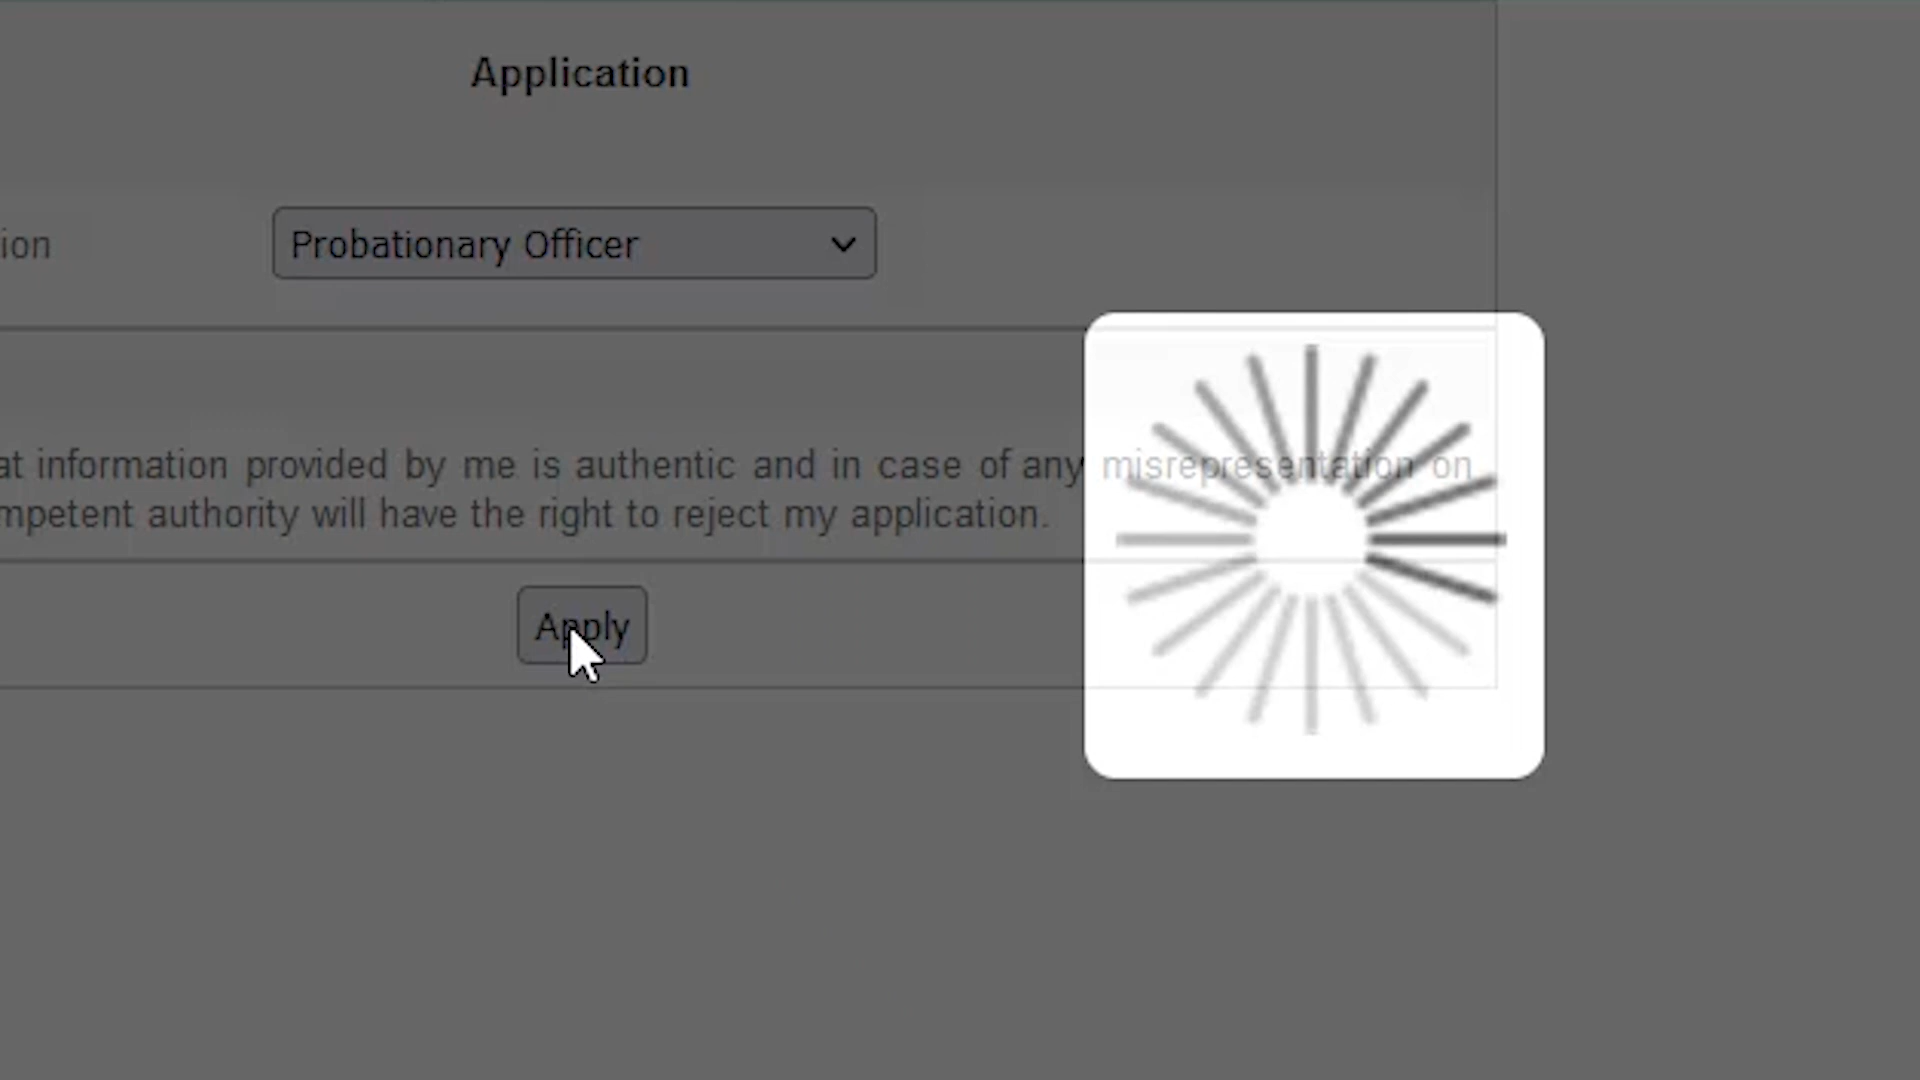 Application
ion
Probationary Officer
at information provided by me is authentic and in case of any misrepresentation on
mpetent authority will have the right to reject my application.
Apply